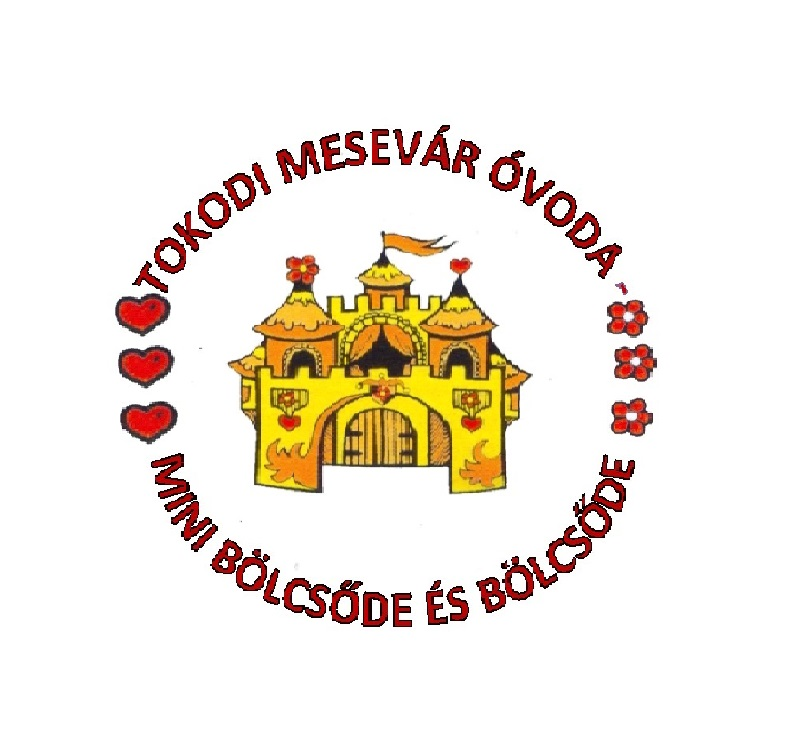 TOKODI MESEVÁR ÓVODA -
MINI BÖLCSŐDE ÉS BÖLCSŐDE